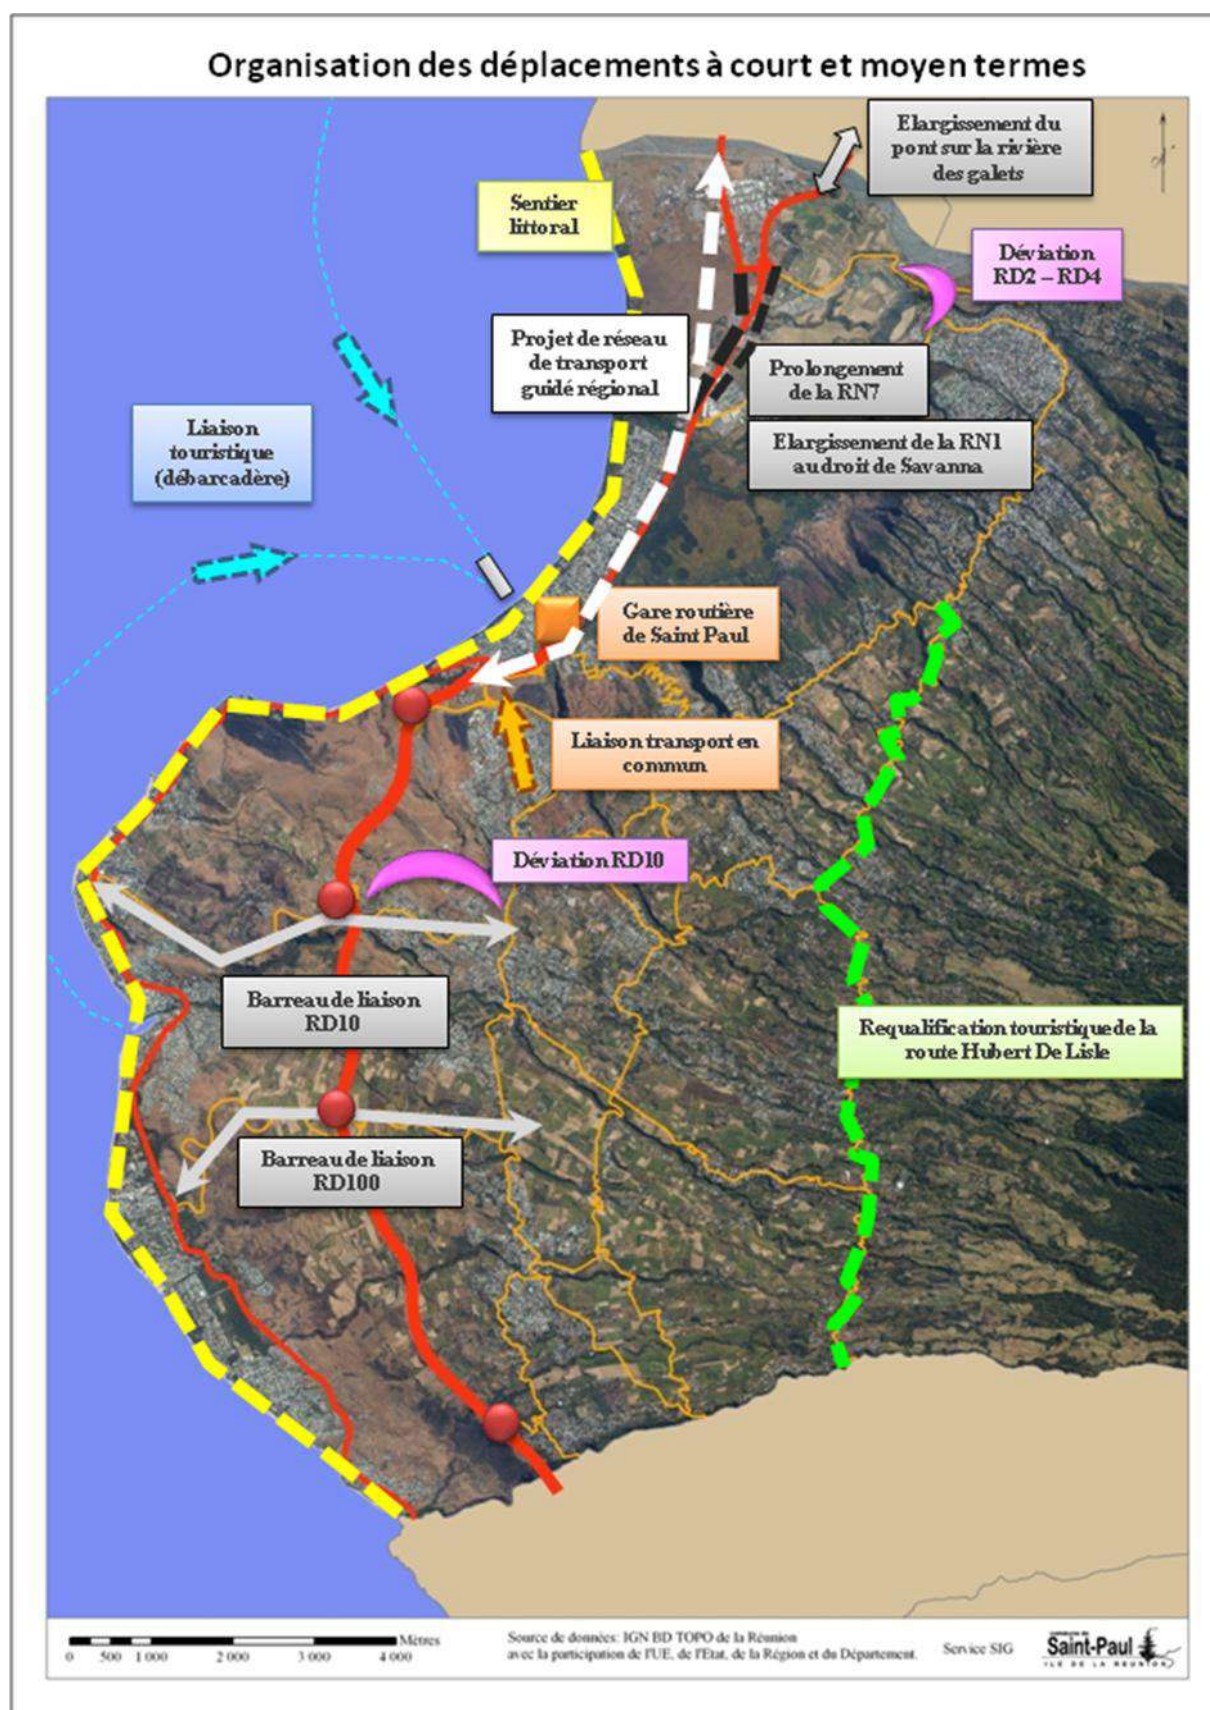 Organisation des déplacements à court et moyen termes
Elargissement du
pont sur la rivière
des galets
Sentier
littoral
Déviation
RD2 – RD4
Projet de réseau
de transport
guidé régional
Prolongement
de la RN7
Liaison
touristique
(débarcadère)
Elargissement de la RN1
au droit de Savanna
Gare routière
de Saint Paul
Liaison transport en
commun
Déviation RD10
Barreau de liaison
RD10
Requalification touristique de la
route Hubert De Lisle
Barreau de liaison
RD100
Mètres
0 500 1 000 2 000 3 000 4 000
Source de données: IGN BD TOPO de la Réunion
avec la participation de l'UE, de l'Etat, de la Région et du Département.
Service SIG
Saint-Paul
ILE DE LA REUNION